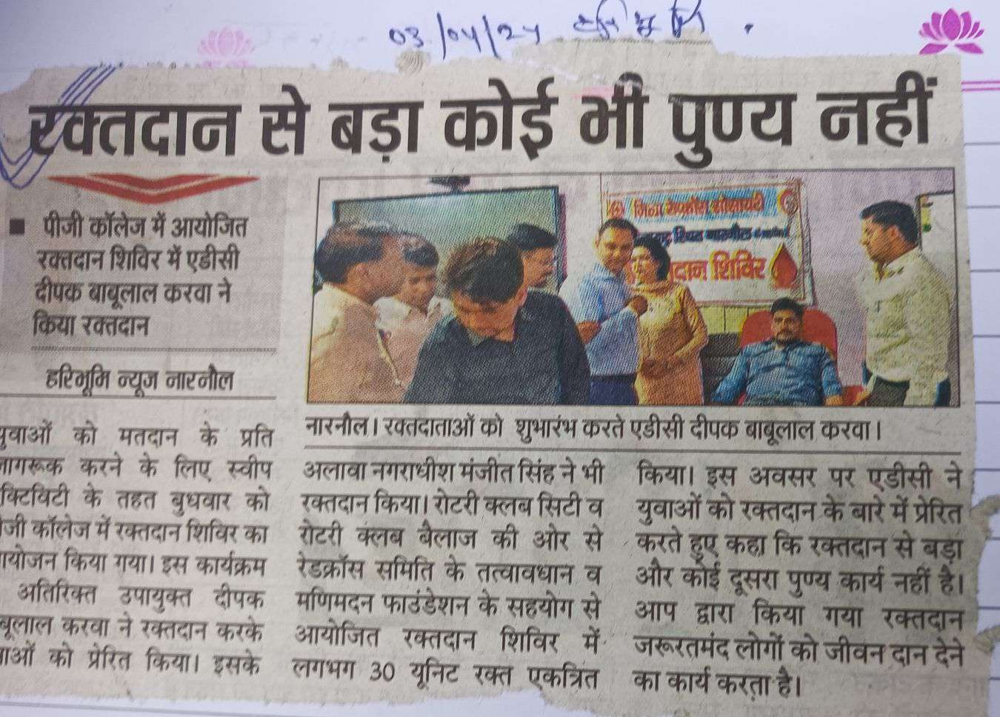 03/04/24 हरिभूमि
रक्तदान से बड़ा कोई भी पुण्य नहीं
पीजी कॉलेज में आयोजित
रक्तदान शिविर में एडीसी
दीपक बाबूलाल करवा ने
किया रक्तदान
हरिभूमि न्यूज नारनौल
युवाओं को मतदान के प्रति
जागरूक करने के लिए स्वीप
क्टिविटी के तहत बुधवार को
जी कॉलेज में रक्तदान शिविर का
योजन किया गया। इस कार्यक्रम
अतिरिक्त उपायुक्त दीपक
बूलाल करवा ने रक्तदान करके
ाओं को प्रेरित किया। इसके
जिला रेडक्रॉस सोसायटी
नारनौल
दान शिविर
नारनौल। रक्तदाताओं को शुभारंभ करते एडीसी दीपक बाबूलाल करवा।
अलावा नगराधीश मंजीत सिंह ने भी
रक्तदान किया। रोटरी क्लब सिटी व
रोटरी क्लब बैलाज की ओर से
रेडक्रॉस समिति के तत्वावधान व
मणिमदन फाउंडेशन के सहयोग से
आयोजित रक्तदान शिविर में
लगभग 30 यूनिट रक्त एकत्रित
किया। इस अवसर पर एडीसी ने
युवाओं को रक्तदान के बारे में प्रेरित
करते हुए कहा कि रक्तदान से बड़ा
और कोई दूसरा पुण्य कार्य नहीं है।
आप द्वारा किया गया रक्तदान
जरूरतमंद लोगों को जीवन दान देने
का कार्य करता है।